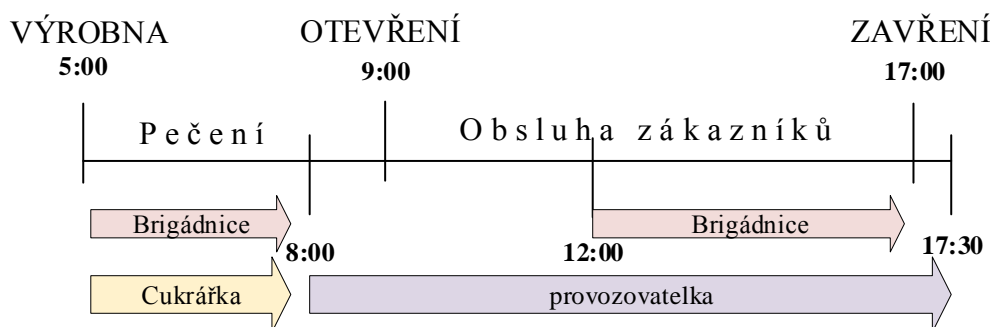 VÝROBNA OTEVŘENÍ ZAVŘENÍ
5:00 9:00 17:00
Pečení Obsluha zákazníků
Brigádnice Brigádnice
8:00 12:00 17:30
Cukrářka provozovatelka